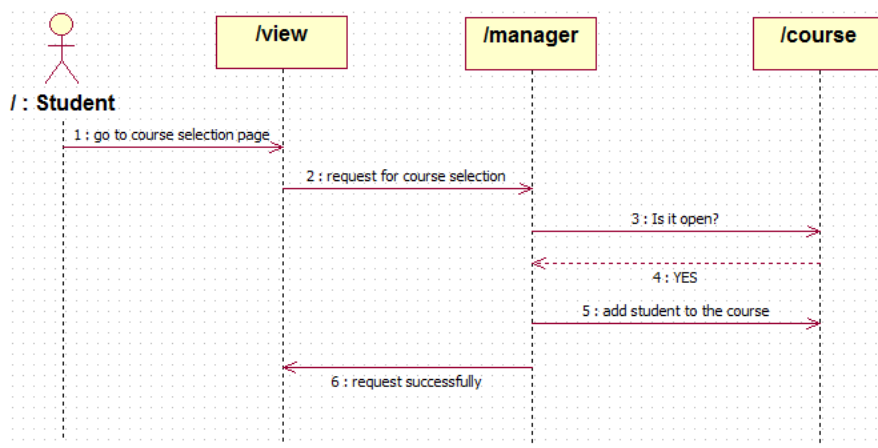 /view
/manager
/course
/ : Student
1 : go to course selection page
2 : request for course selection
3 : Is it open?
4 : YES
5 : add student to the course
6 : request successfully